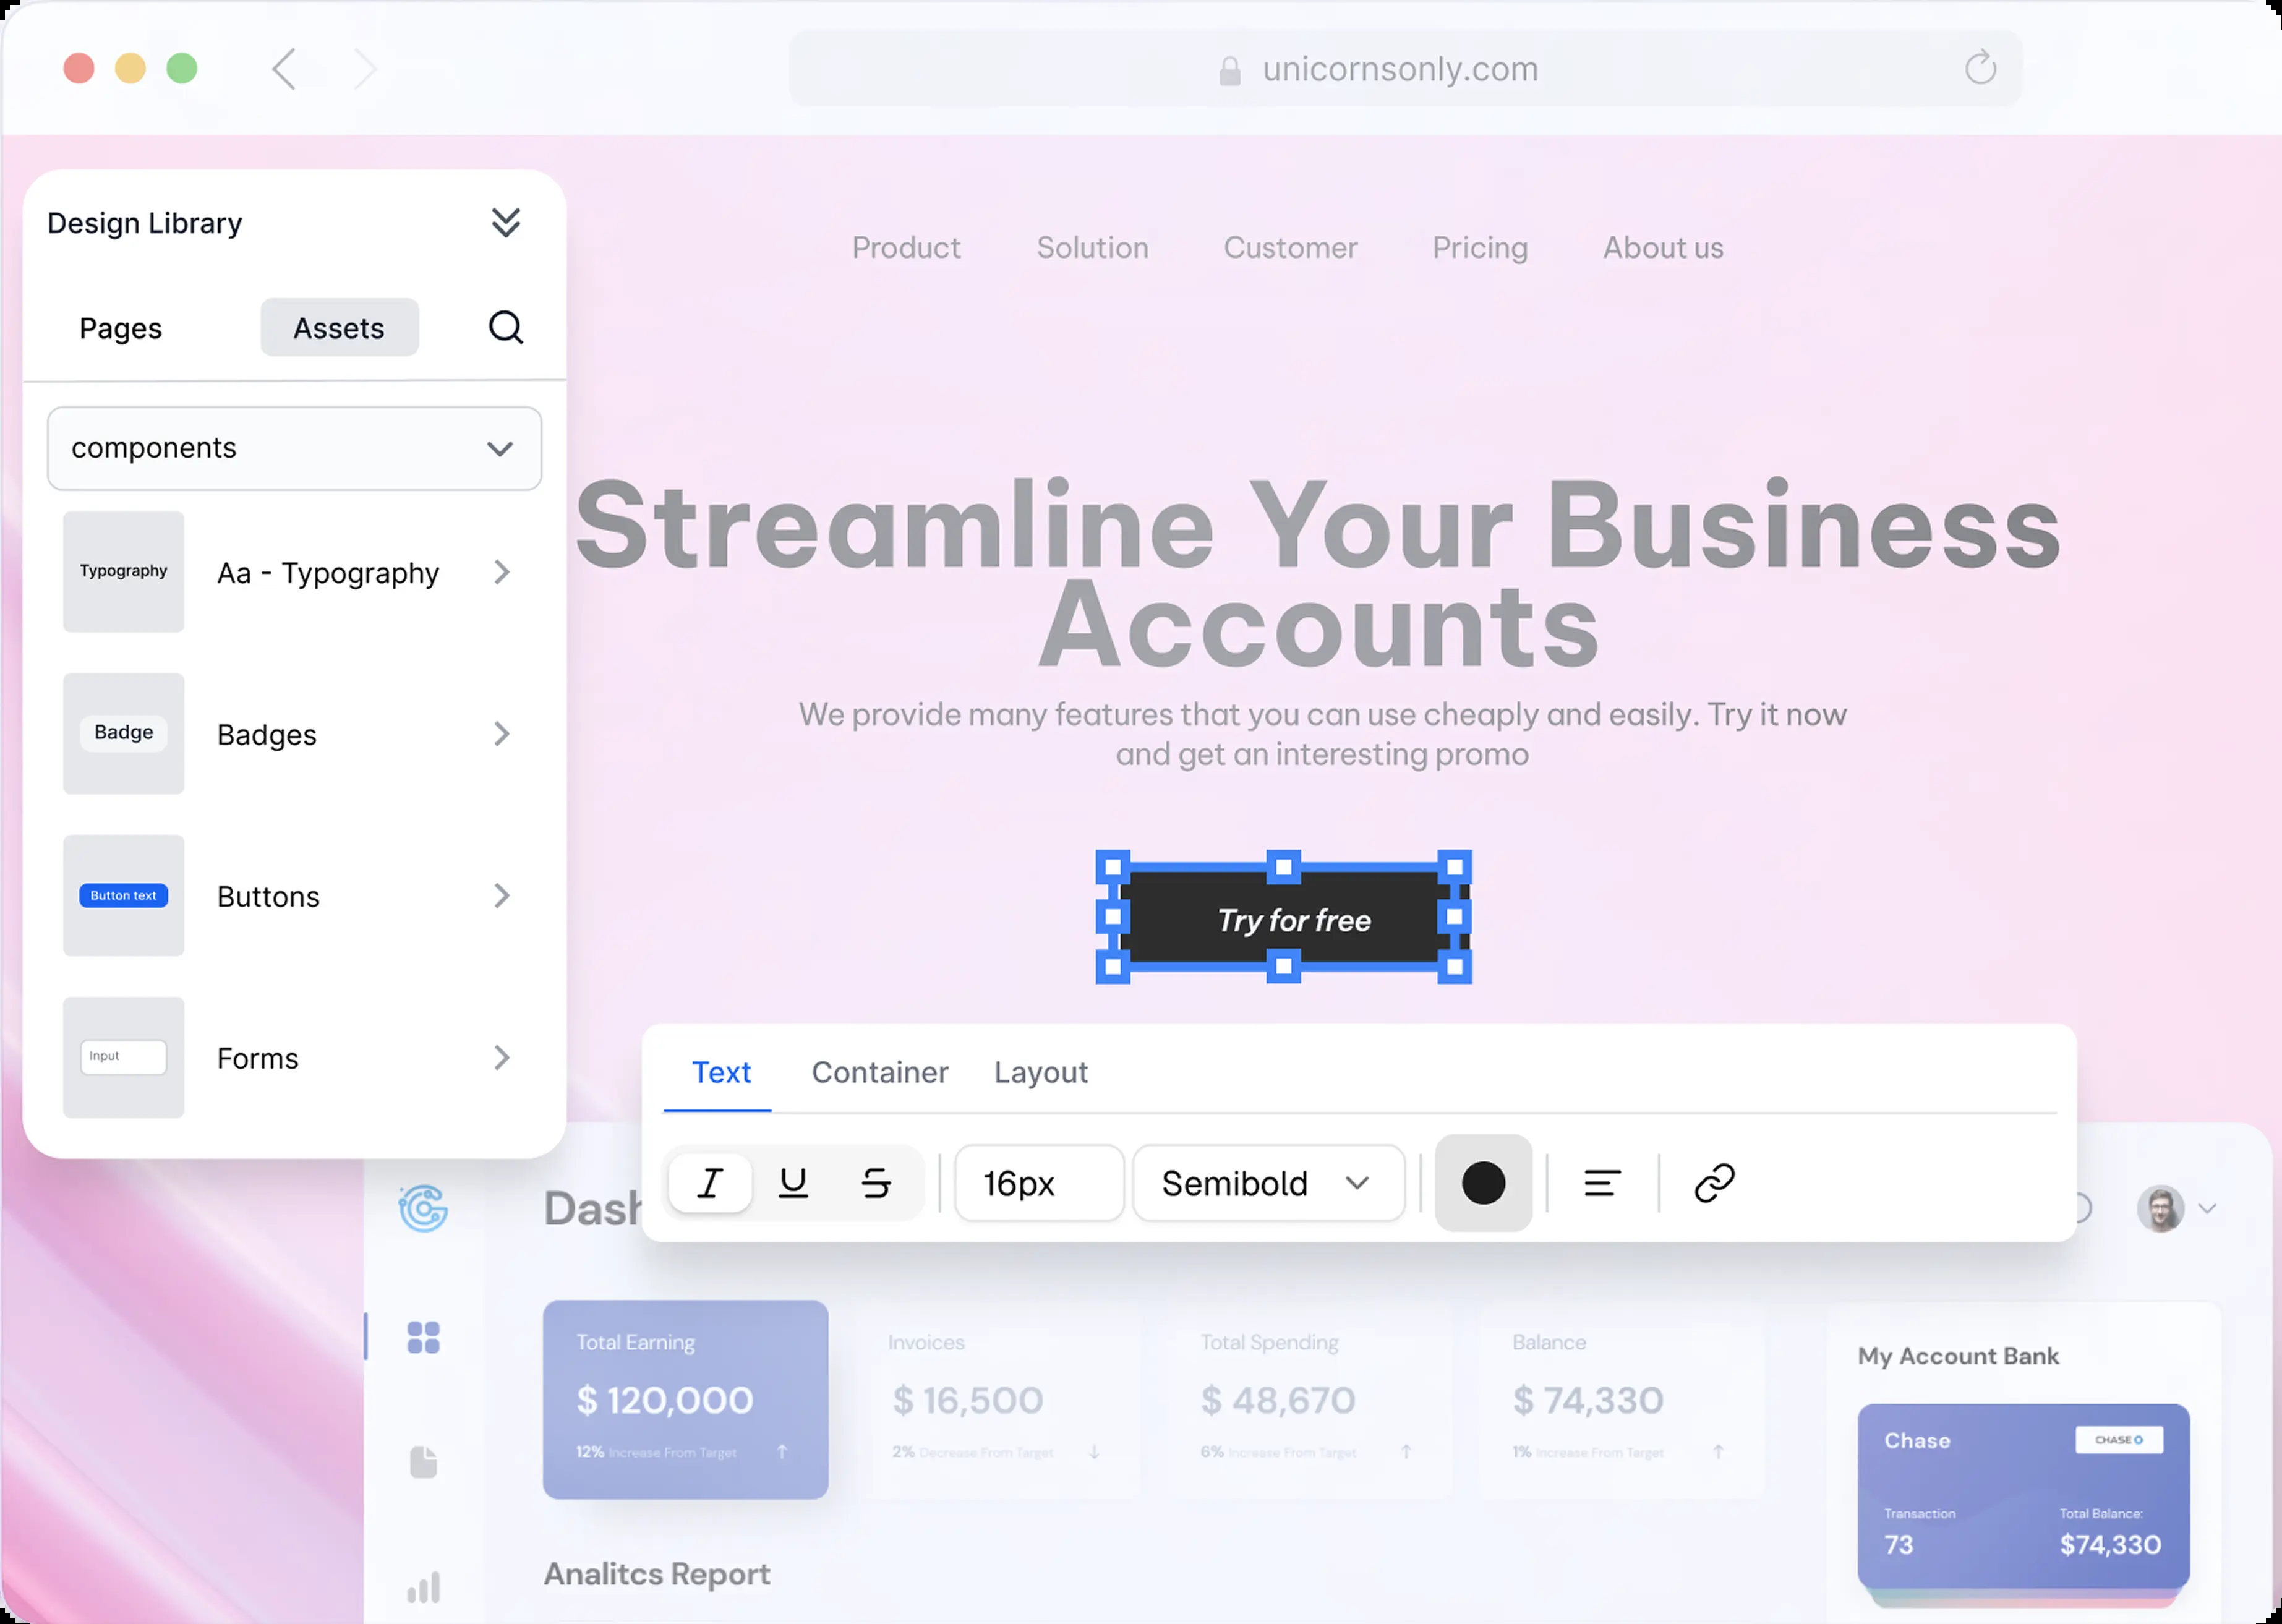 unicornsonly.com
Design Library
Pages Assets
components
Typography Aa - Typography
Badge Badges
Button text Buttons
Input Forms
Product Solution Customer Pricing About us
Streamline Your Business
Accounts
We provide many features that you can use cheaply and easily. Try it now
and get an interesting promo
Try for free
Text Container Layout
I U S 16px Semibold
Dash
Total Earning
$ 120,000
12% Increase From Target
Invoices
$ 16,500
2% Decrease From Target
Total Spending
$ 48,670
6% Increase From Target
Balance
$ 74,330
1% Increase From Target
My Account Bank
Chase CHASE
Transaction Total Balance:
73 $74,330
Analitcs Report